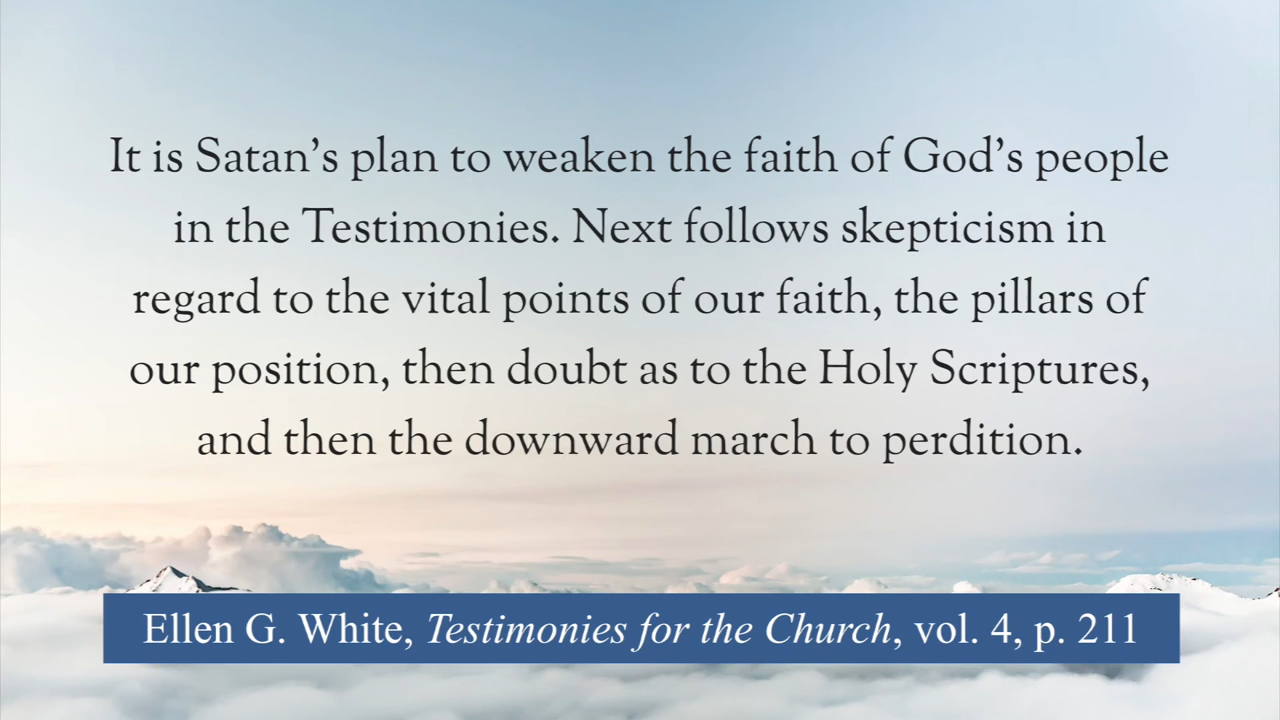 It is Satan’s plan to weaken the faith of God’s people
in the Testimonies. Next follows skepticism in
regard to the vital points of our faith, the pillars of
our position, then doubt as to the Holy Scriptures,
and then the downward march to perdition.
Ellen G. White, Testimonies for the Church, vol. 4, p. 211